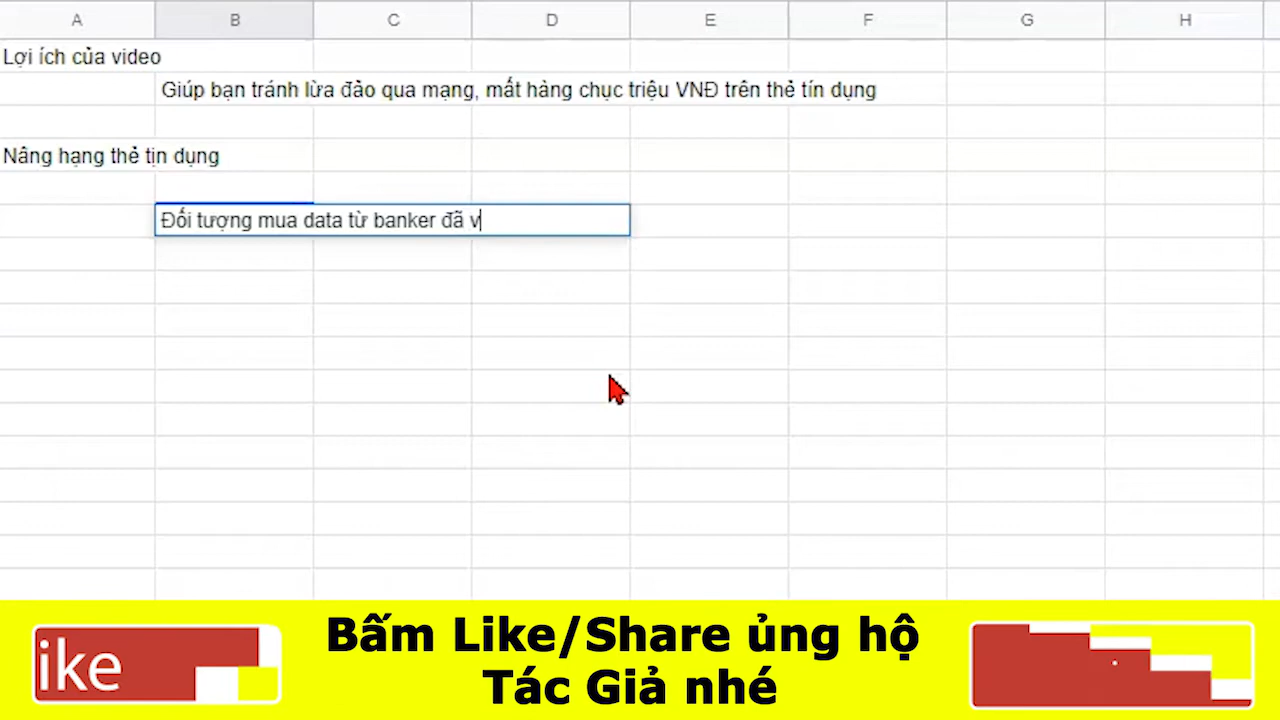 A B C D E F G H
Lợi ích của video
Giúp bạn tránh lừa đảo qua mạng, mất hàng chục triệu VNĐ trên thẻ tín dụng
Nâng hạng thẻ tịn dụng
Đối tượng mua data từ banker đã v
Bấm Like/Share ủng hộ
Tác Giả nhé
ike